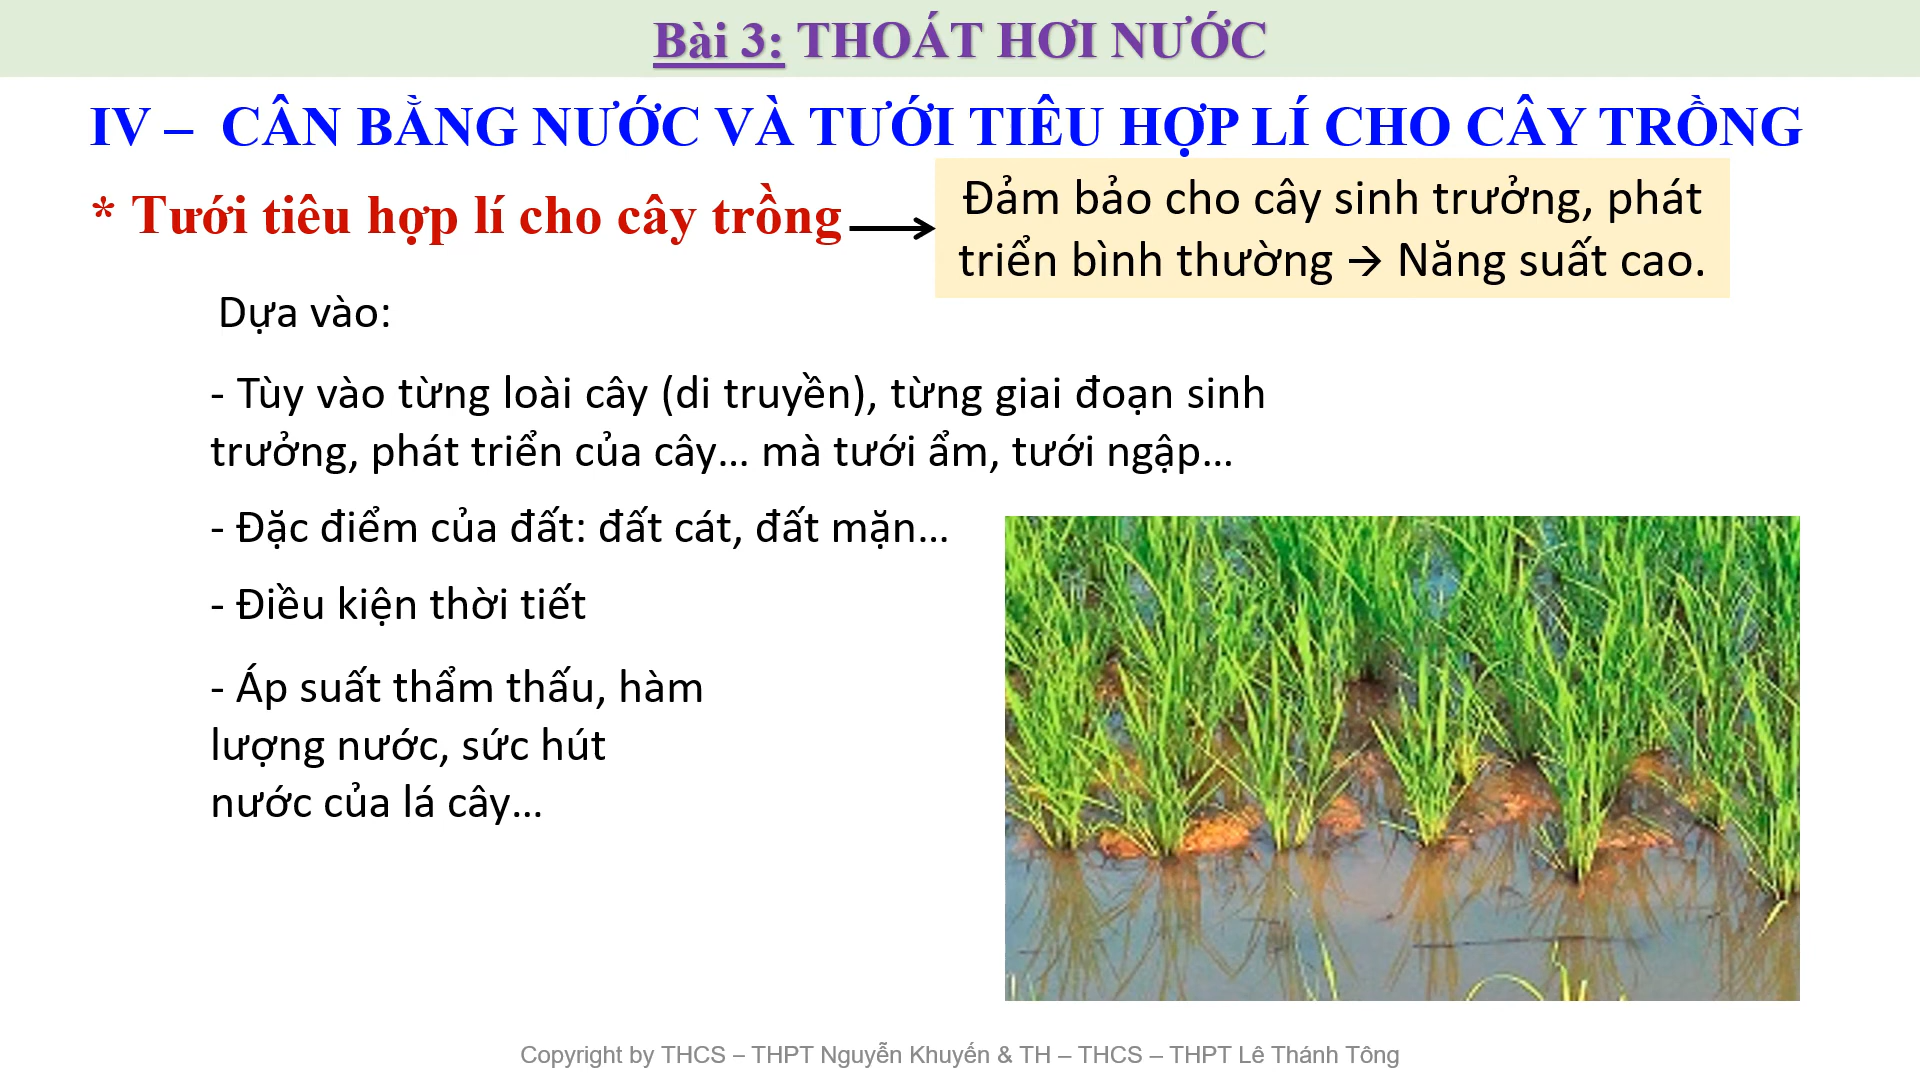 Bài 3: THOÁT HƠI NƯỚC
IV – CÂN BẰNG NƯỚC VÀ TƯỚI TIÊU HỢP LÍ CHO CÂY TRỒNG
* Tưới tiêu hợp lí cho cây trồng
Đảm bảo cho cây sinh trưởng, phát
triển bình thường → Năng suất cao.
Dựa vào:
- Tùy vào từng loài cây (di truyền), từng giai đoạn sinh
trưởng, phát triển của cây... mà tưới ẩm, tưới ngập...
- Đặc điểm của đất: đất cát, đất mặn...
- Điều kiện thời tiết
- Áp suất thẩm thấu, hàm
lượng nước, sức hút
nước của lá cây...
Copyright by THCS – THPT Nguyễn Khuyến & TH – THCS – THPT Lê Thánh Tông